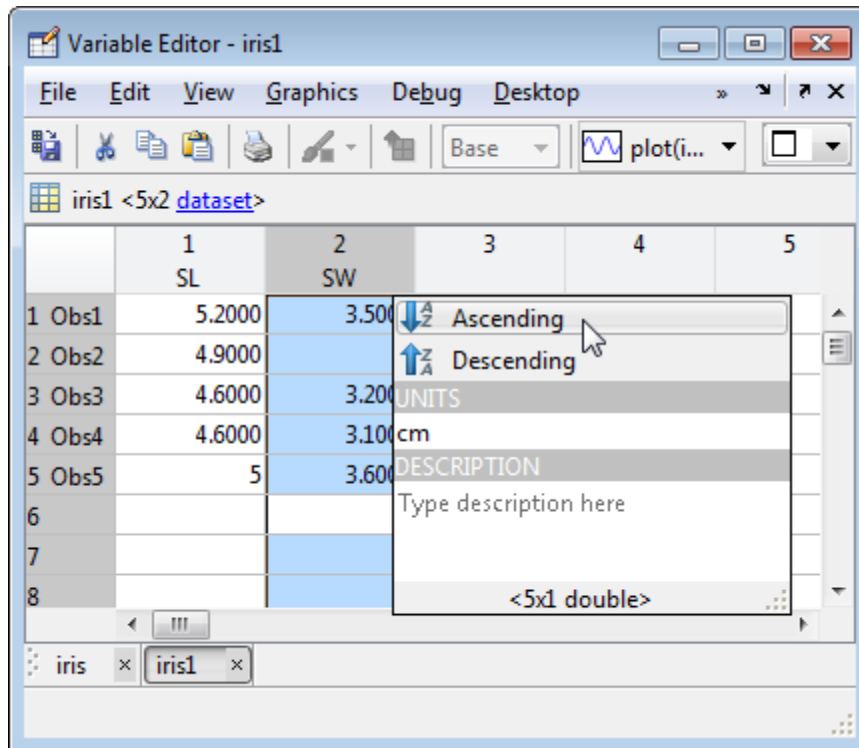 Variable Editor - iris1
File Edit View Graphics Debug Desktop »
Base plot(i...
iris1 <5x2 dataset>
1 2 3 4 5
SL SW
1 Obs1 5.2000 3.500
A Z Ascending
2 Obs2 4.9000
Z A Descending
3 Obs3 4.6000 3.200
UNITS
4 Obs4 4.6000 3.100
cm
5 Obs5 5 3.600
DESCRIPTION
6
Type description here
7
8
<5x1 double>
iris × iris1 ×